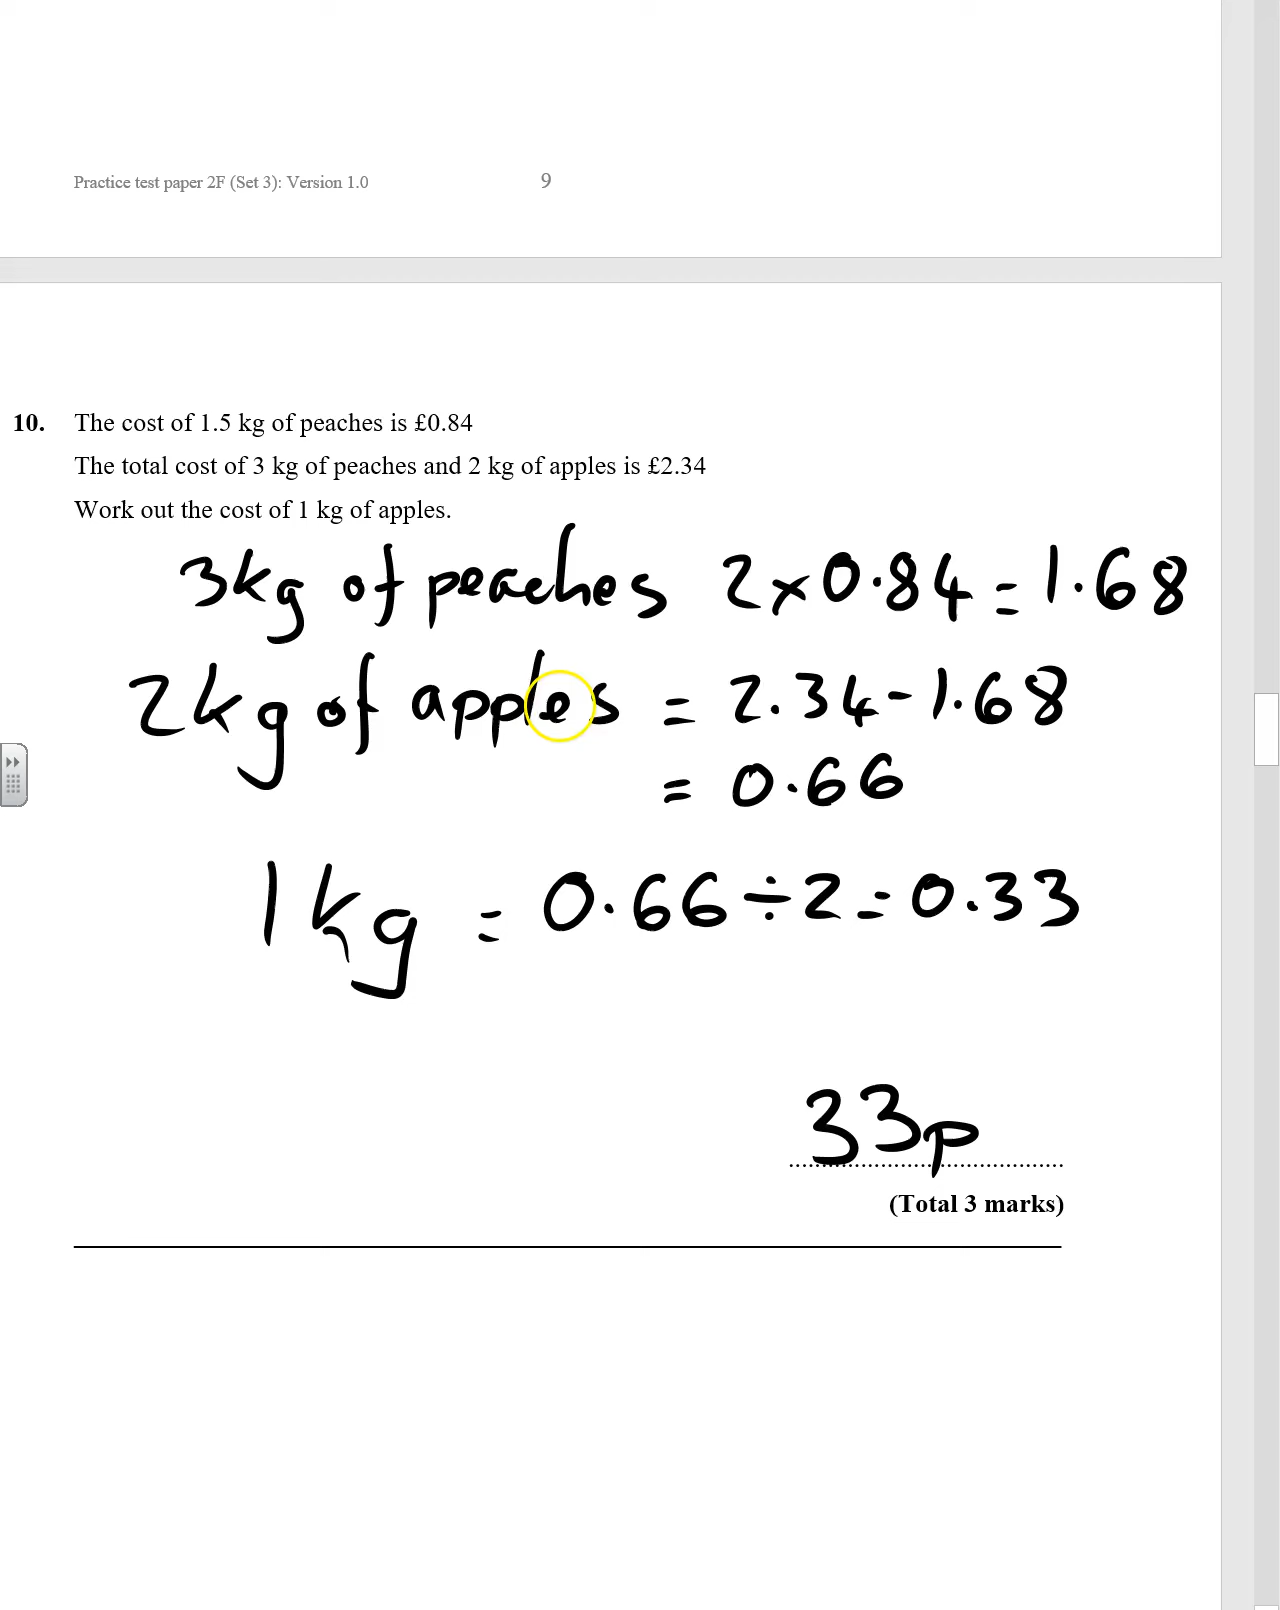 Practice test paper 2F (Set 3): Version 1.0 9
10. The cost of 1.5 kg of peaches is £0.84
The total cost of 3 kg of peaches and 2 kg of apples is £2.34
Work out the cost of 1 kg of apples.
3kg of peaches 2×0.84=1.68
2kg of apples = 2.34-1.68
= 0.66
1kg = 0.66÷2=0.33
33p
(Total 3 marks)